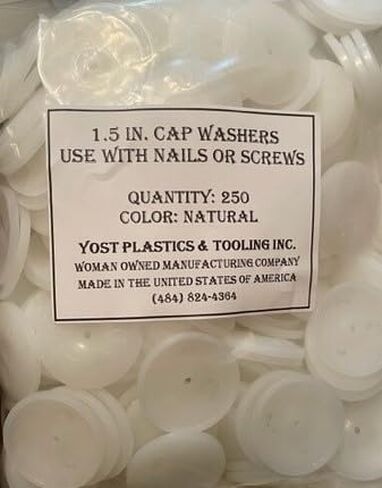 1.5 IN. CAP WASHERS
USE WITH NAILS OR SCREWS
QUANTITY: 250
COLOR: NATURAL
YOST PLASTICS & TOOLING INC.
WOMAN OWNED MANUFACTURING COMPANY
MADE IN THE UNITED STATES OF AMERICA
(484) 824-4364